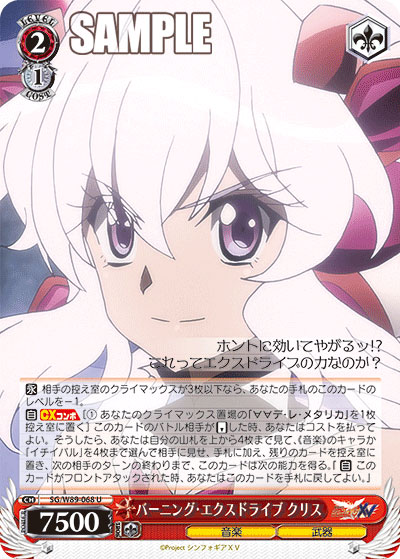 LEVEL
2
1
COST
SAMPLE
ホントに効いてやがるッ!?
これってエクスドライブの力なのか?
永 相手の控え室のクライマックスが3枚以下なら、あなたの手札のこのカードの
レベルを-1。
自 CXコンボ [① あなたのクライマックス置場の「∀∀デ・レ・メタリカ」を1枚
控え室に置く] このカードのバトル相手が した時、あなたはコストを払ってよ
い。そうしたら、あなたは自分の山札を上から4枚まで見て、《音楽》のキャラか
「イチイバル」を4枚まで選んで相手に見せ、手札に加え、残りのカードを控え室に
置き、次の相手のターンの終わりまで、このカードは次の能力を得る。『自 この
カードがフロントアタックされた時、あなたはこのカードを手札に戻してよい。』
CH
SG/W89-068 U
バーニング・エクスドライブ クリス
7500
音楽
武器
©Project シンフォギアXV